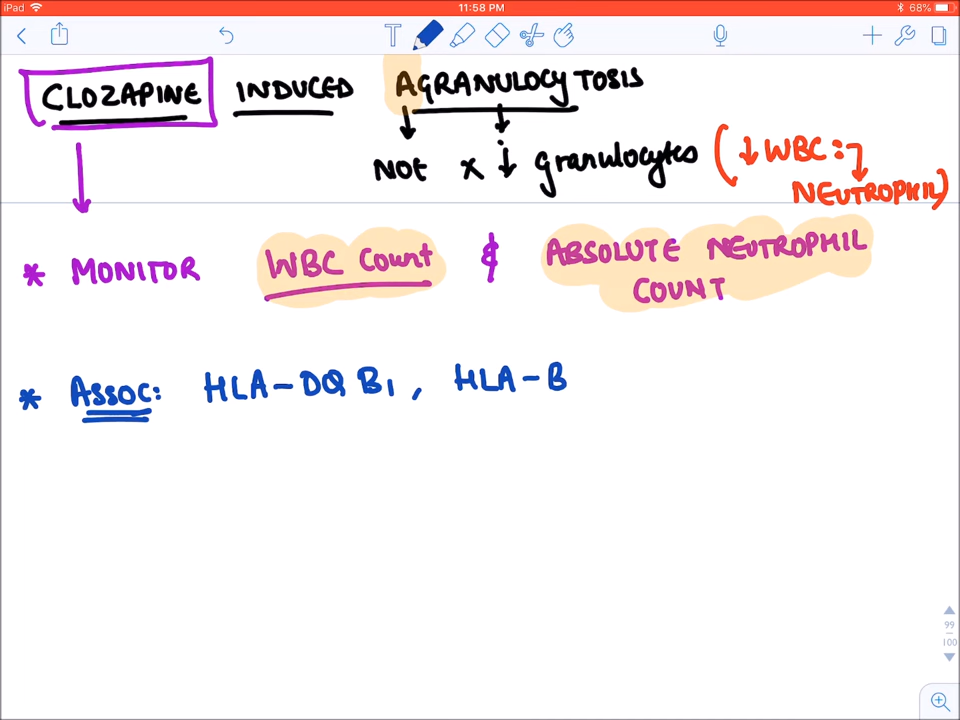 iPad 11:58 PM 68%
T
CLOZAPINE INDUCED AGRANULOCYTOSIS
NOT x ↓ granulocytes (↓ WBC:
NEUTROPHIL)
* MONITOR WBC Count & ABSOLUTE NEUTROPHIL
COUNT
* ASSOC: HLA-DQ B1, HLA-B
99
100